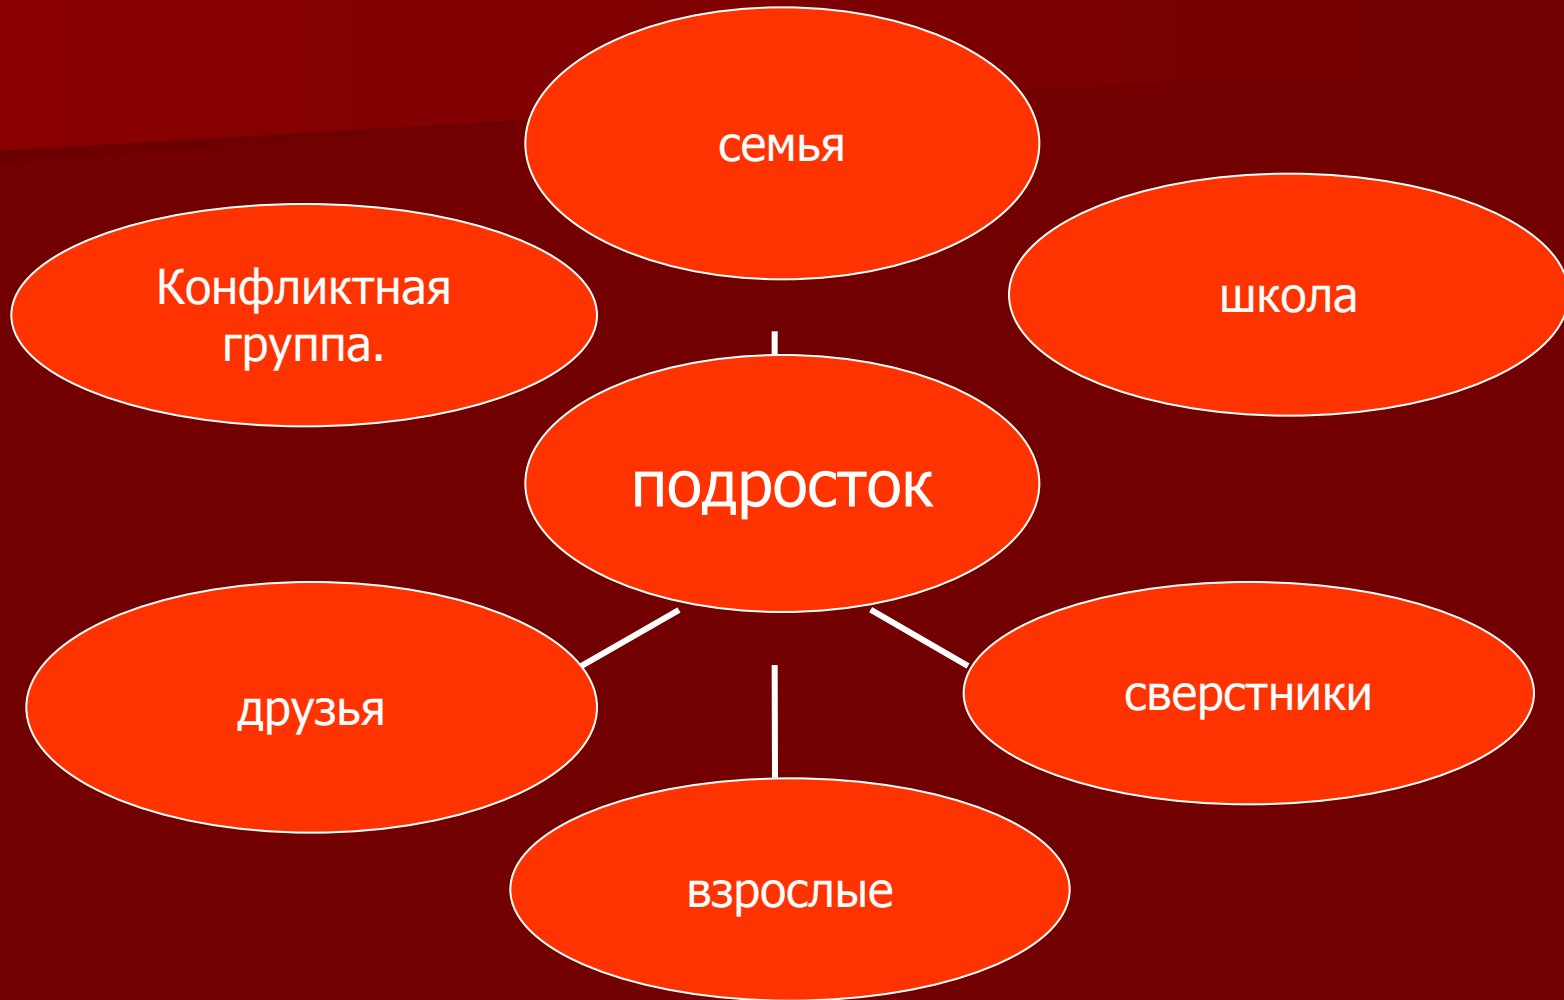 семья
школа
Конфликтная
группа.
подросток
сверстники
друзья
взрослые